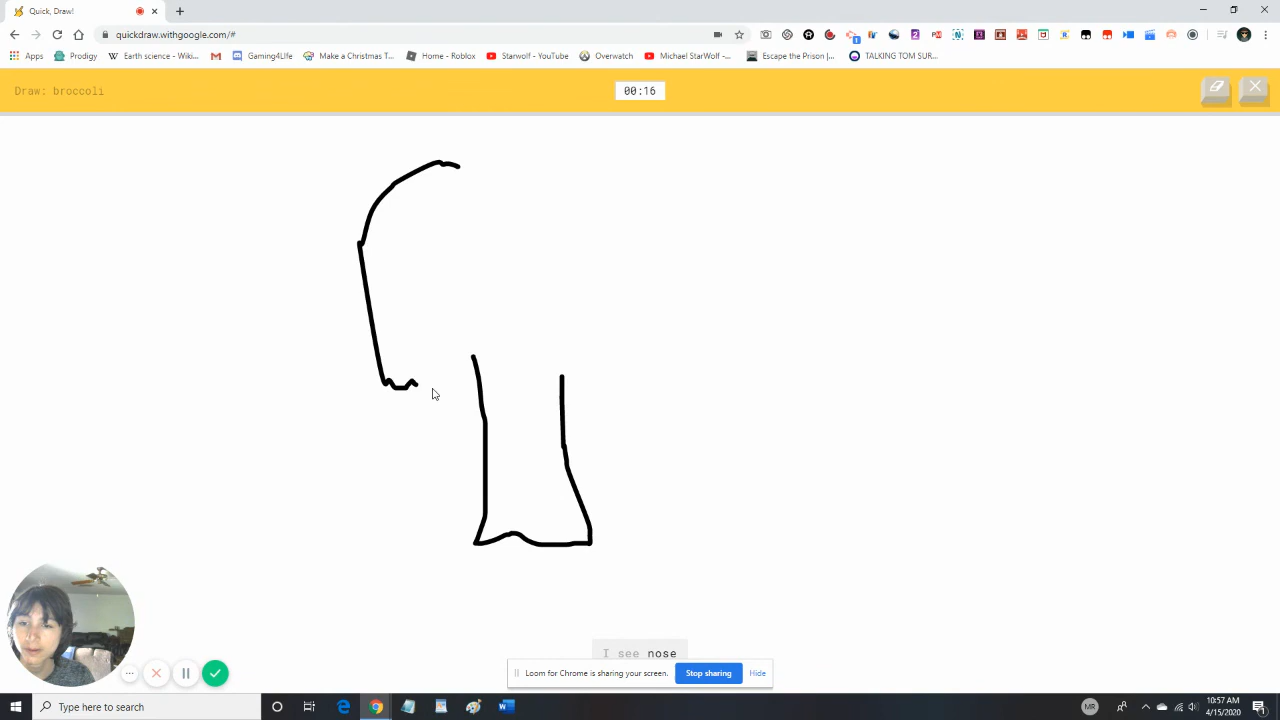 Quick, Draw!
quickdraw.withgoogle.com/#
Apps Prodigy Earth science - Wiki... Gaming4Life Make a Christmas T... Home - Roblox Starwolf - YouTube Overwatch Michael StarWolf -... Escape the Prison |... TALKING TOM SUR...
Draw: broccoli 00:16
I see nose
Loom for Chrome is sharing your screen. Stop sharing Hide
Type here to search
MR
10:57 AM
4/15/2020